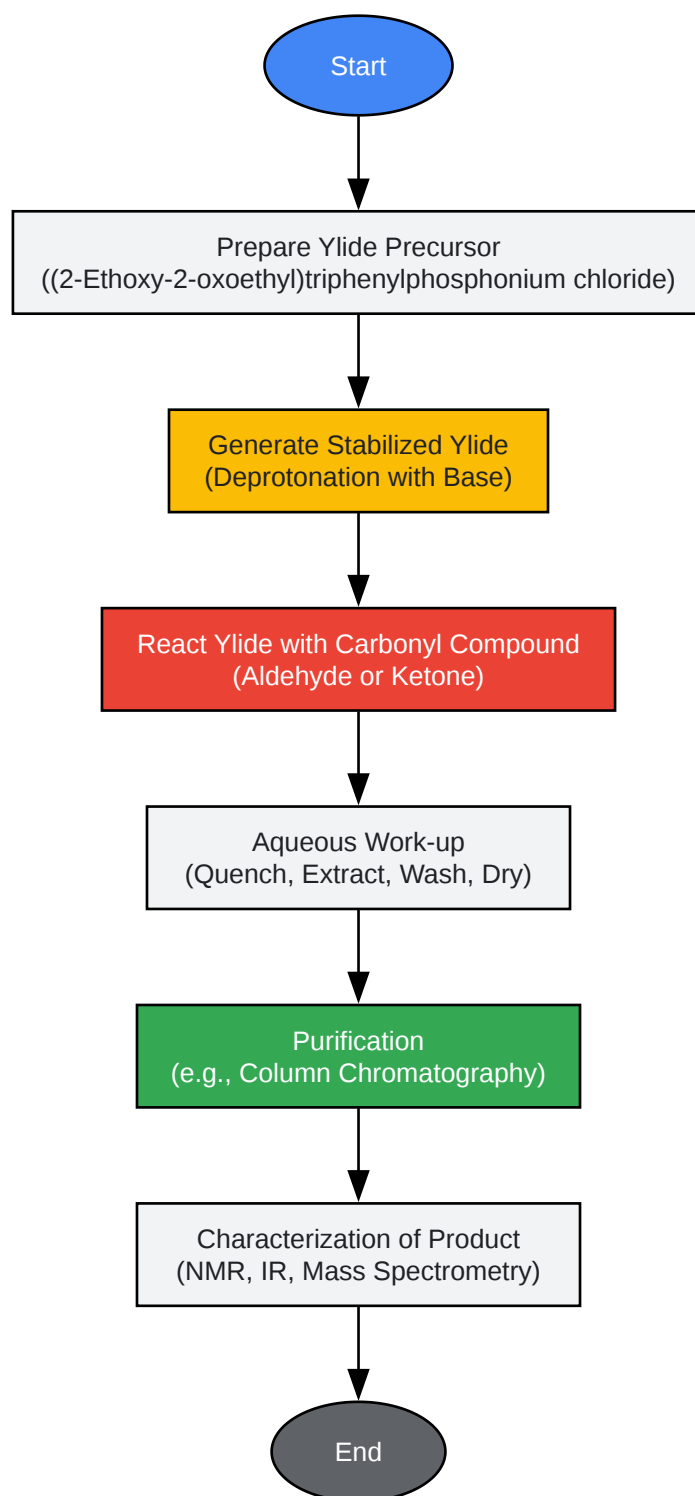 Start
Prepare Ylide Precursor
((2-Ethoxy-2-oxoethyl)triphenylphosphonium chloride)
Generate Stabilized Ylide
(Deprotonation with Base)
React Ylide with Carbonyl Compound
(Aldehyde or Ketone)
Aqueous Work-up
(Quench, Extract, Wash, Dry)
Purification
(e.g., Column Chromatography)
Characterization of Product
(NMR, IR, Mass Spectrometry)
End